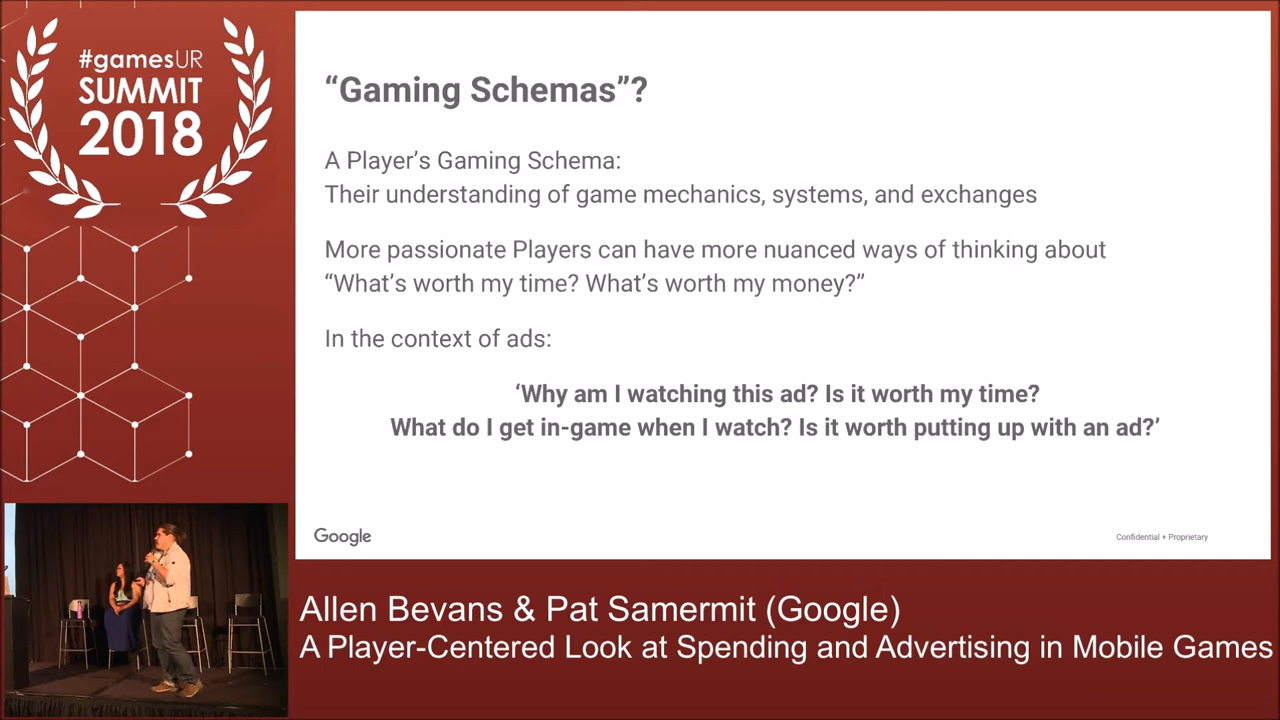 #gamesUR
SUMMIT
2018
“Gaming Schemas”?
A Player’s Gaming Schema:
Their understanding of game mechanics, systems, and exchanges
More passionate Players can have more nuanced ways of thinking about
“What’s worth my time? What’s worth my money?”
In the context of ads:
‘Why am I watching this ad? Is it worth my time?
What do I get in-game when I watch? Is it worth putting up with an ad?’
Google
Confidential + Proprietary
Allen Bevans & Pat Samermit (Google)
A Player-Centered Look at Spending and Advertising in Mobile Games